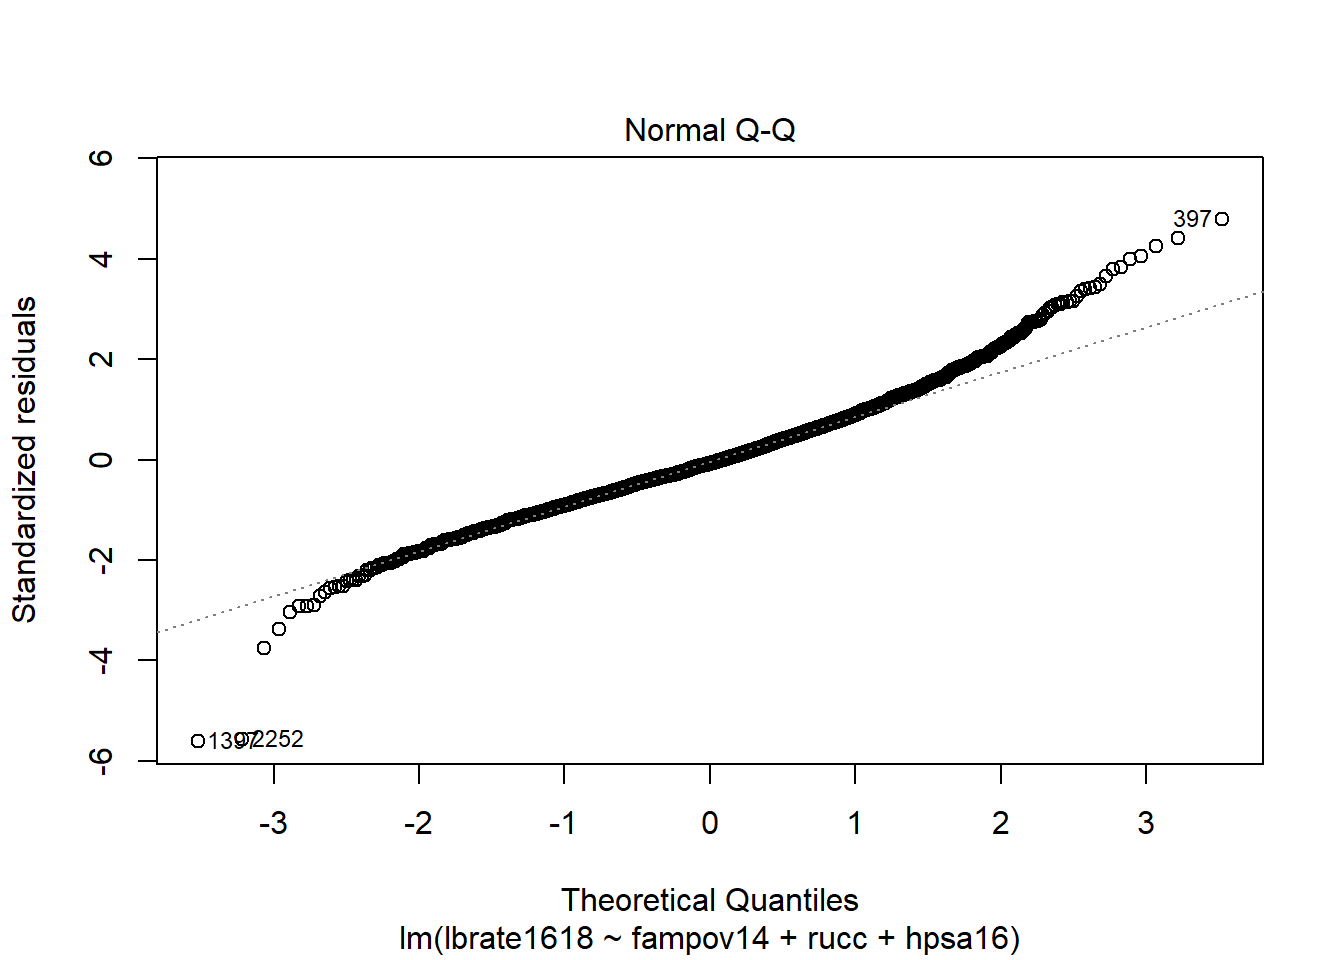 Normal Q-Q
Standardized residuals
6
4
2
0
-2
-4
-6
397
1397
2252
-3 -2 -1 0 1 2 3
Theoretical Quantiles
lm(lbrate1618 ~ fampov14 + rucc + hpsa16)